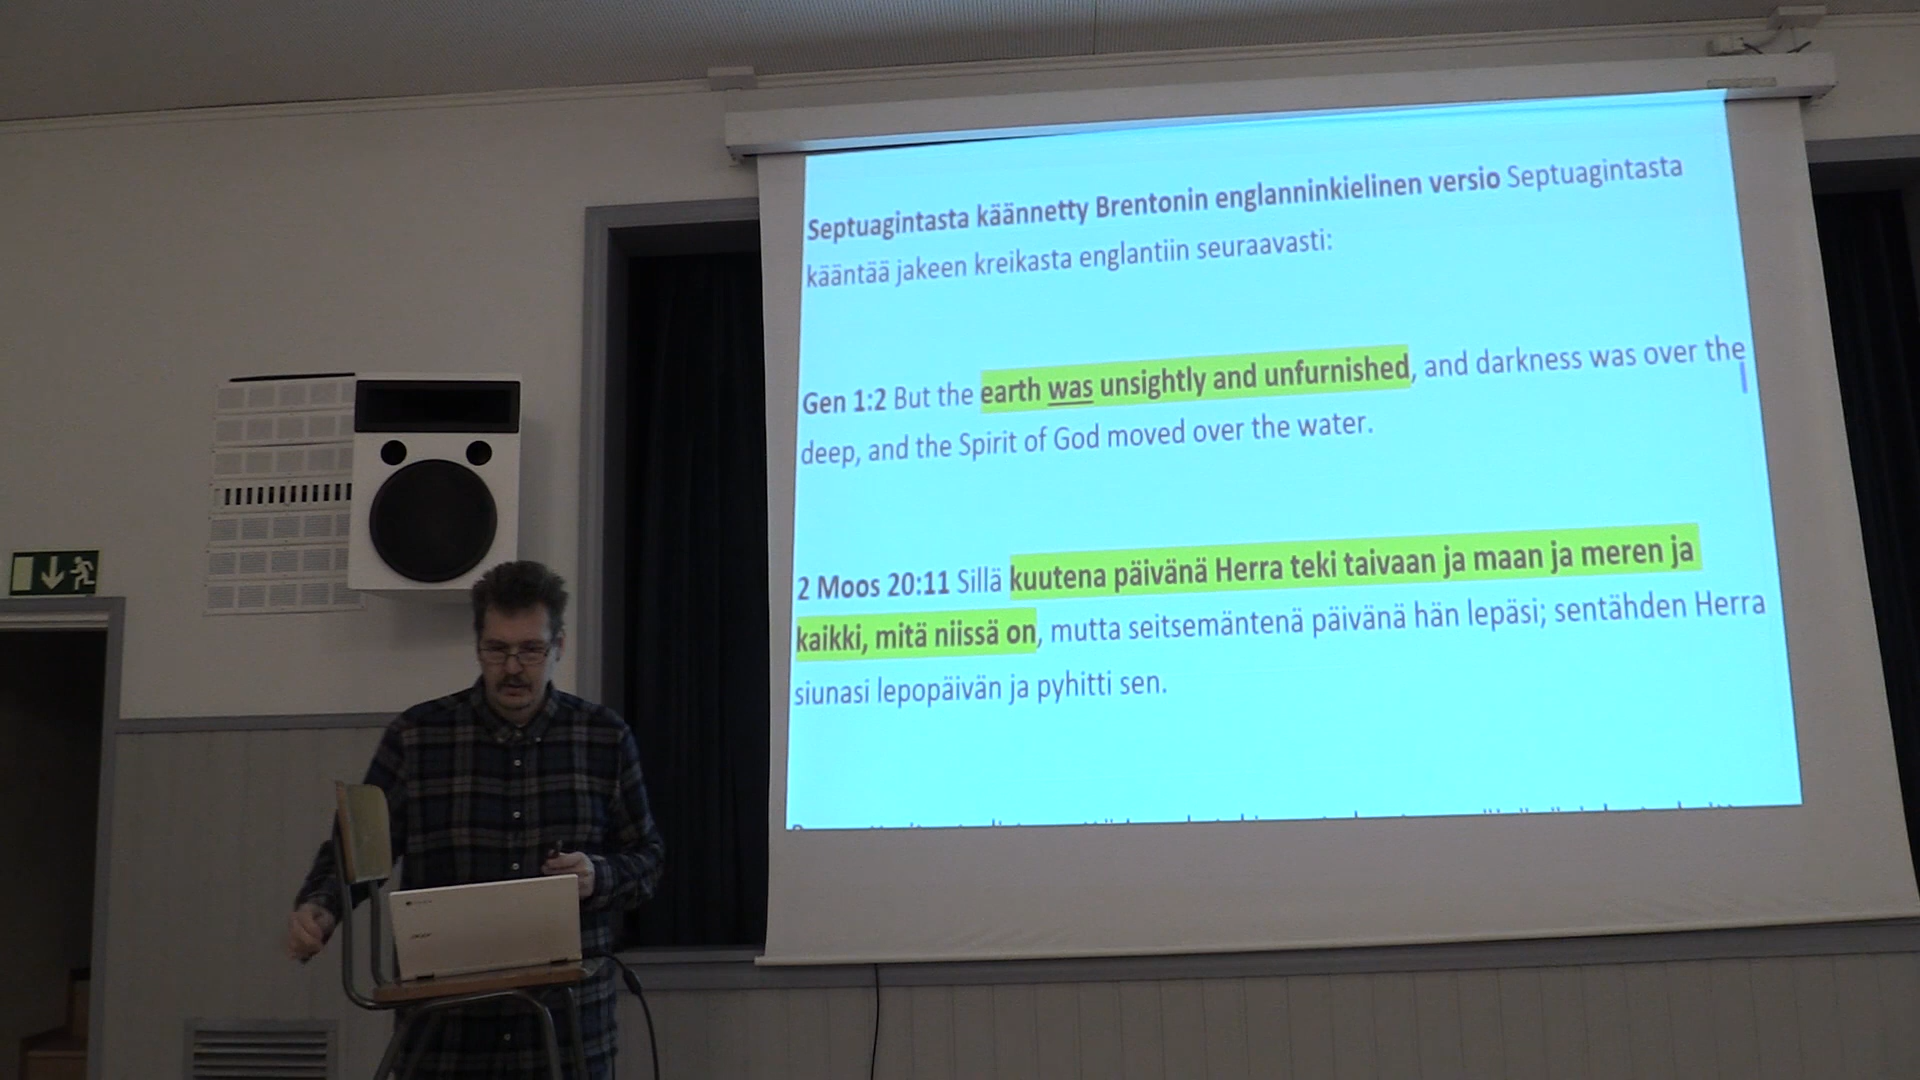 Septuagintasta käännetty Brentonin englanninkielinen versio Septuagintasta
kääntää jakeen kreikasta englantiin seuraavasti:
Gen 1:2 But the earth was unsightly and unfurnished, and darkness was over the
deep, and the Spirit of God moved over the water.
2 Moos 20:11 Sillä kuutena päivänä Herra teki taivaan ja maan ja meren ja
kaikki, mitä niissä on, mutta seitsemäntenä päivänä hän lepäsi; sentähden Herra
siunasi lepopäivän ja pyhitti sen.
acer